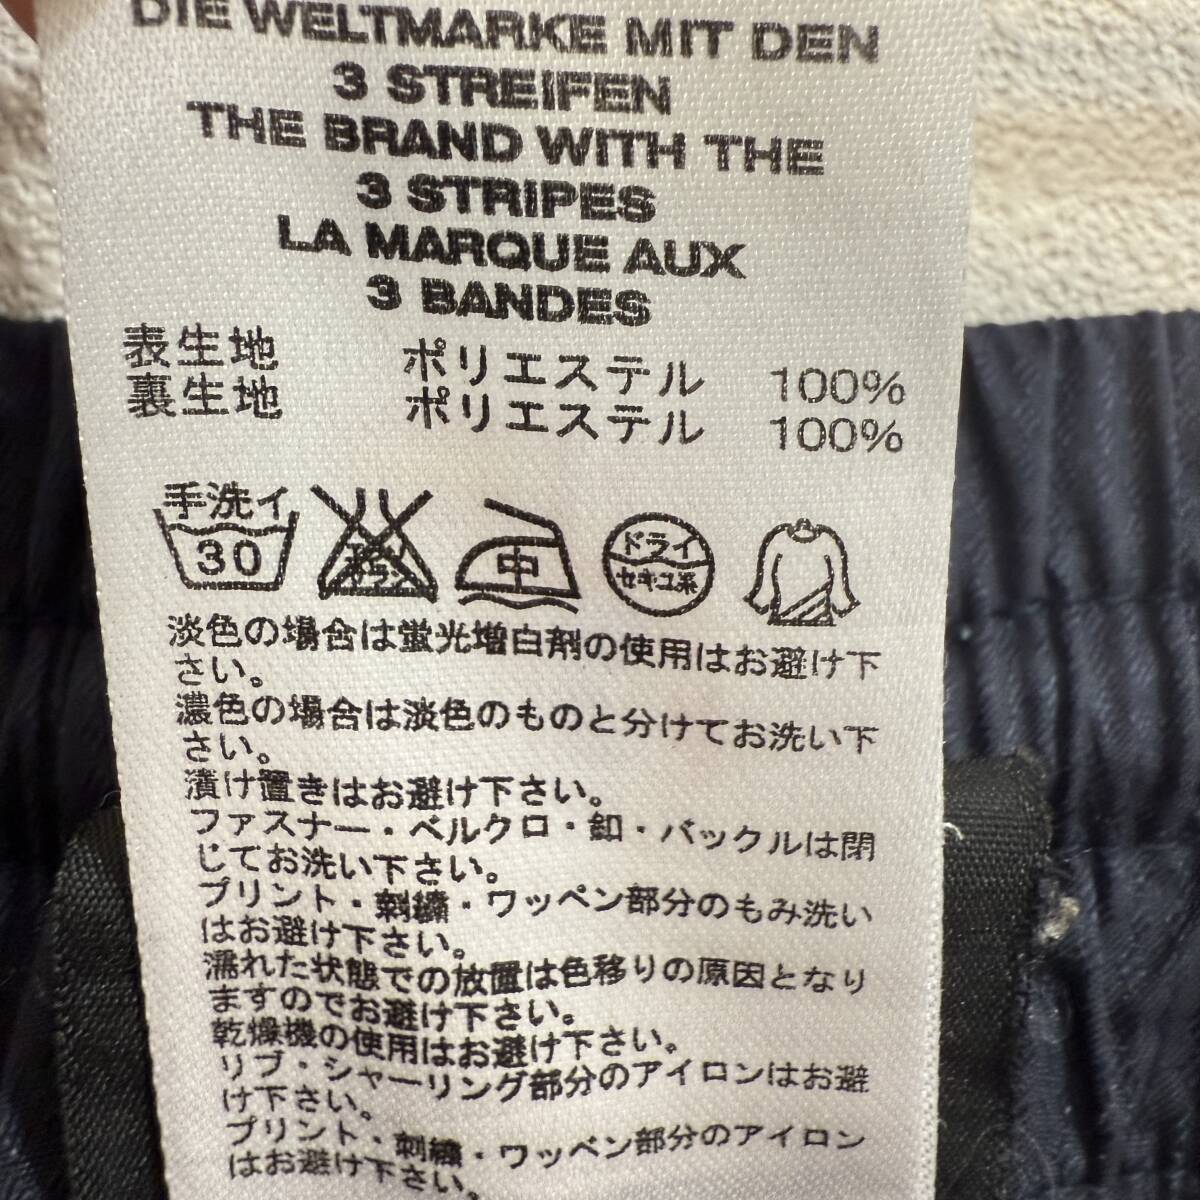 DIE WELTMARKE MIT DEN
3 STREIFEN
THE BRAND WITH THE
3 STRIPES
LA MARQUE AUX
3 BANDES
表生地 ポリエステル 100%
裏生地 ポリエステル 100%
手洗イ
30
中
ドライ
セキユ系
淡色の場合は蛍光増白剤の使用はお避け下
さい。
濃色の場合は淡色のものと分けてお洗い下
さい。
漬け置きはお避け下さい。
ファスナー・ベルクロ・釦・バックルは閉
じてお洗い下さい。
プリント・刺繍・ワッペン部分のもみ洗い
はお避け下さい。
濡れた状態での放置は色移りの原因となり
ますのでお避け下さい。
乾燥機の使用はお避け下さい。
リブ・シャーリング部分のアイロンはお避
け下さい。
プリント・刺繍・ワッペン部分のアイロン
はお避け下さい。